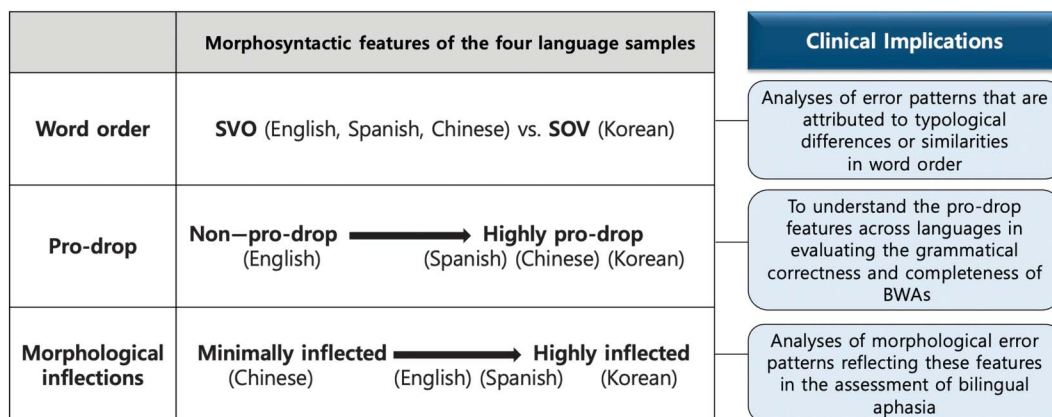 Morphosyntactic features of the four language samples
Clinical Implications
Word order
SVO (English, Spanish, Chinese) vs. SOV (Korean)
Analyses of error patterns that are
attributed to typological
differences or similarities
in word order
Pro-drop
Non—pro-drop Highly pro-drop
(English) (Spanish) (Chinese) (Korean)
To understand the pro-drop
features across languages in
evaluating the grammatical
correctness and completeness of
BWAs
Morphological
inflections
Minimally inflected Highly inflected
(Chinese) (English) (Spanish) (Korean)
Analyses of morphological error
patterns reflecting these features
in the assessment of bilingual
aphasia